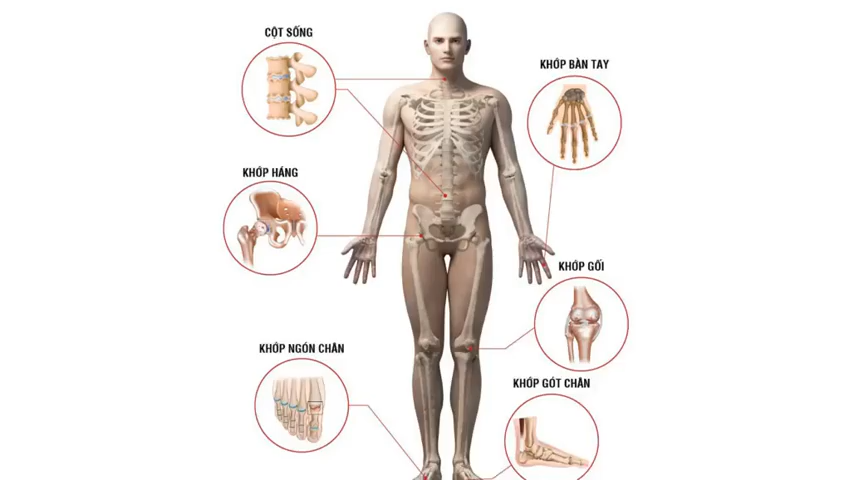 CỘT SỐNG
KHỚP BÀN TAY
KHỚP HÁNG
KHỚP GỐI
KHỚP NGÓN CHÂN
KHỚP GÓT CHÂN